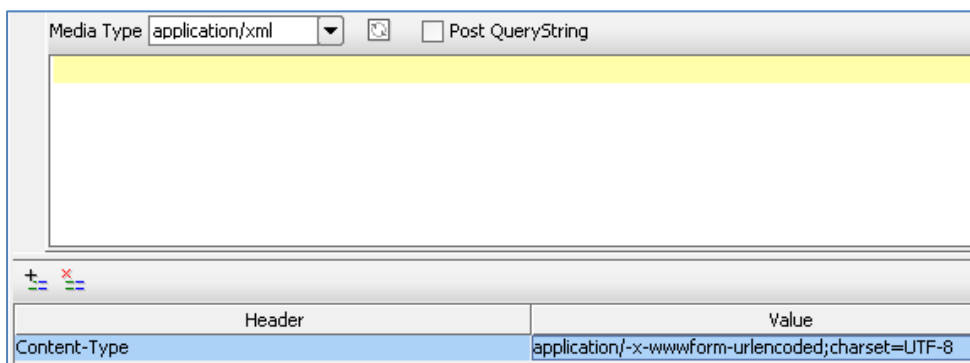 Media Type application/xml Post QueryString
Header Value
Content-Type application/-x-wwwform-urlencoded;charset=UTF-8